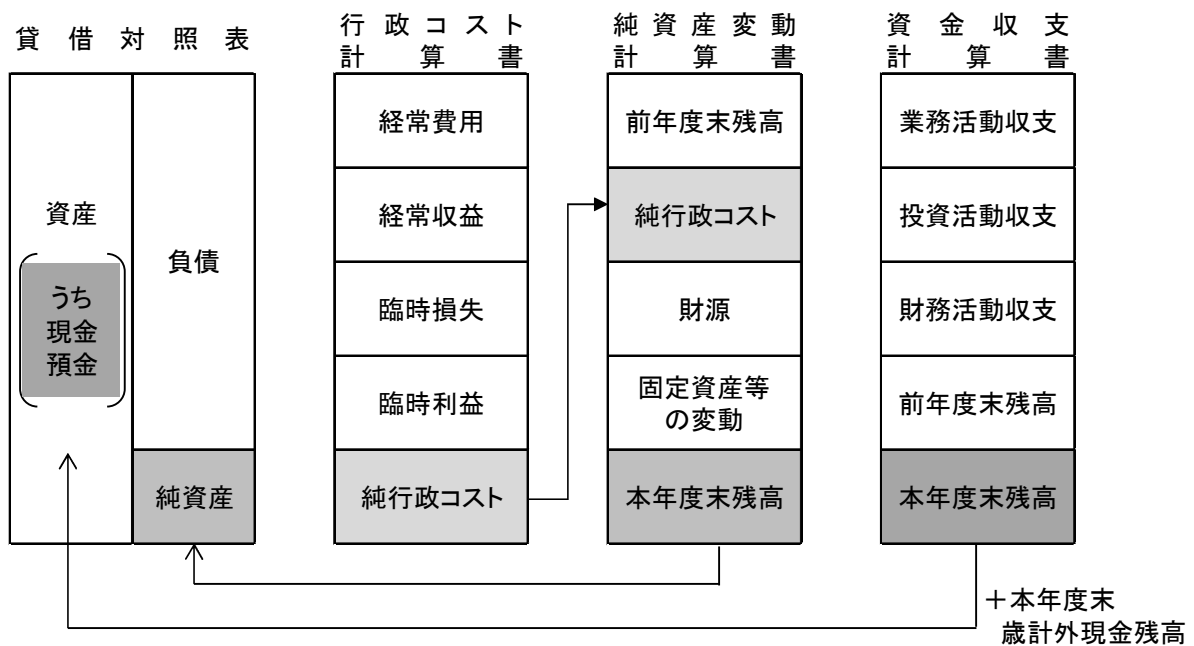 貸借対照表
資産
うち
現金
預金
負債
純資産
行政コスト
計算書
経常費用
経常収益
臨時損失
臨時利益
純行政コスト
純資産変動
計算書
前年度末残高
純行政コスト
財源
固定資産等
の変動
本年度末残高
資金収支
計算書
業務活動収支
投資活動収支
財務活動収支
前年度末残高
本年度末残高
＋本年度末
歳計外現金残高